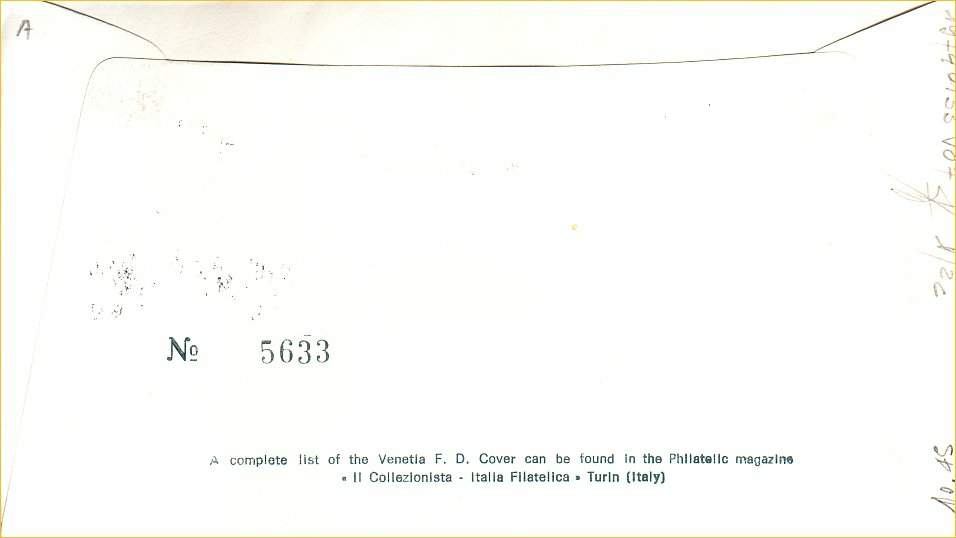 A
No 5633
A complete list of the Venetia F. D. Cover can be found in the Philatelic magazine
« Il Collezionista - Italia Filatelica » Turin (Italy)